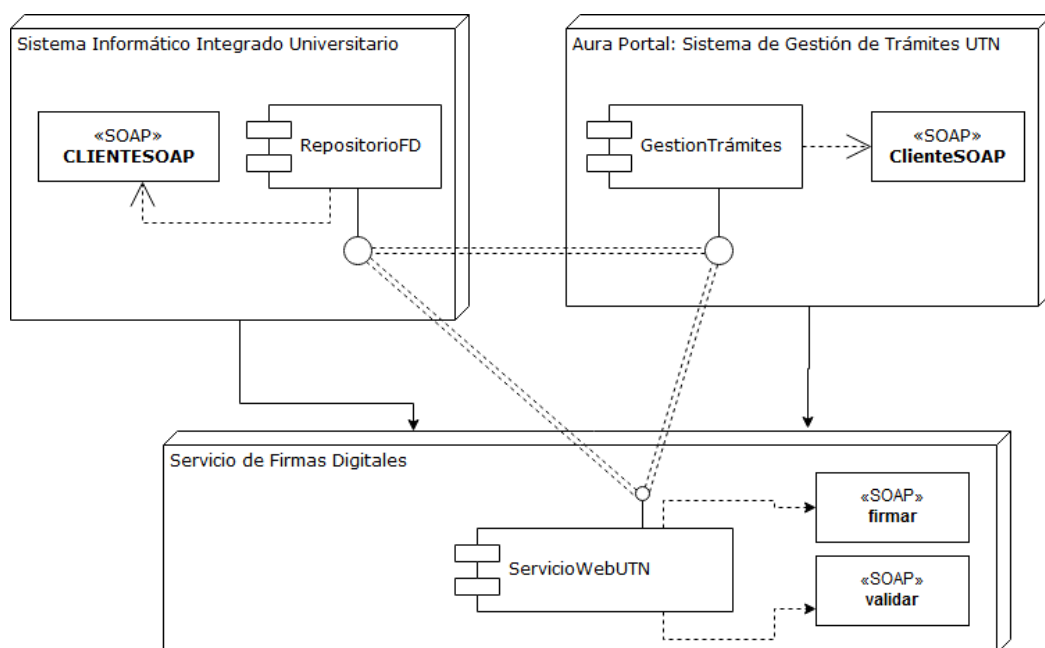 Sistema Informático Integrado Universitario
«SOAP»
CLIENTESOAP
RepositorioFD
Aura Portal: Sistema de Gestión de Trámites UTN
GestionTrámites
«SOAP»
ClienteSOAP
Servicio de Firmas Digitales
ServicioWebUTN
«SOAP»
firmar
«SOAP»
validar